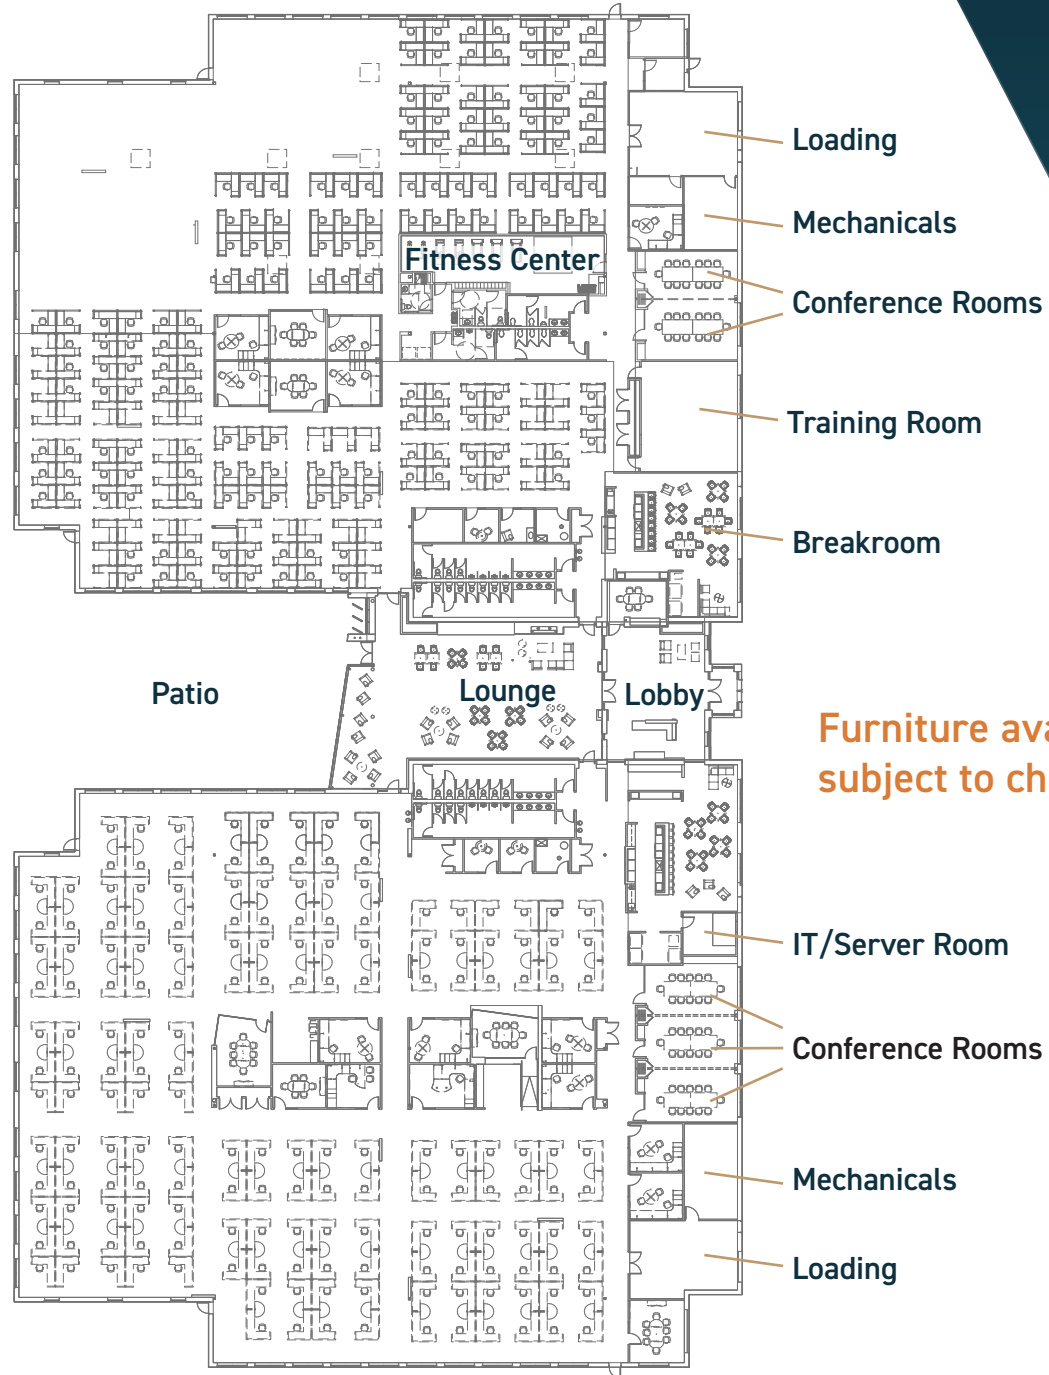 Loading
Mechanicals
Fitness Center
Conference Rooms
Training Room
Breakroom
Patio
Lounge
Lobby
Furniture ava
subject to ch
IT/Server Room
Conference Rooms
Mechanicals
Loading